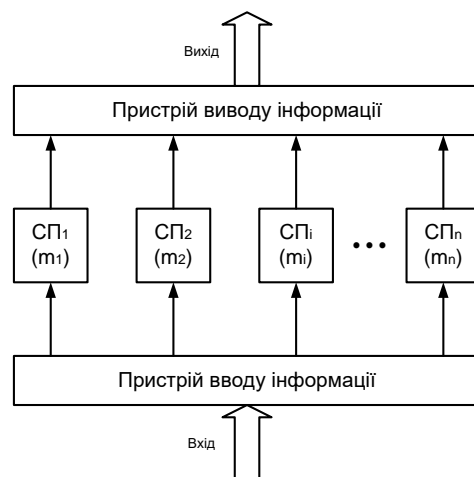 Вихід
Пристрій виводу інформації
СП1 СП2 СПi СПn
(m1) (m2) (mi) ••• (mn)
Пристрій вводу інформації
Вхід